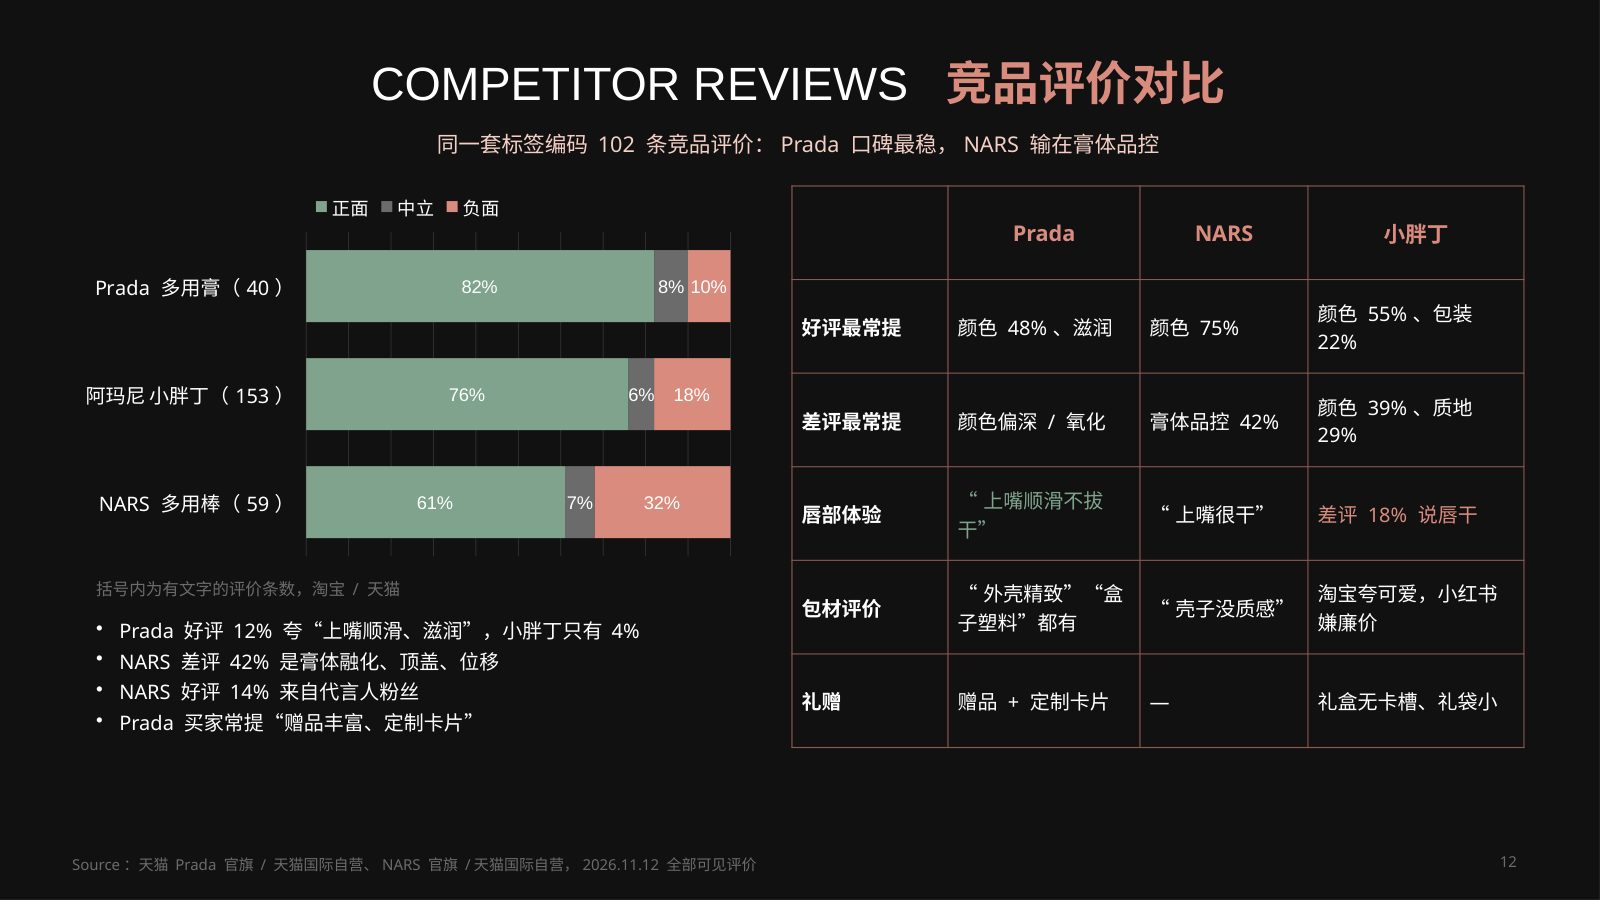 COMPETITOR REVIEWS 竞品评价对比
同一套标签编码 102 条竞品评价： Prada 口碑最稳， NARS 输在膏体品控
正面 中立 负面
Prada 多用膏（ 40 ） 82% 8% 10%
阿玛尼 小胖丁（ 153 ） 76% 6% 18%
NARS 多用棒（ 59 ） 61% 7% 32%
括号内为有文字的评价条数，淘宝 / 天猫
• Prada 好评 12% 夸“上嘴顺滑、滋润”，小胖丁只有 4%
• NARS 差评 42% 是膏体融化、顶盖、位移
• NARS 好评 14% 来自代言人粉丝
• Prada 买家常提“赠品丰富、定制卡片”
Prada NARS 小胖丁
好评最常提 颜色 48% 、滋润 颜色 75% 颜色 55% 、包装
22%
差评最常提 颜色偏深 / 氧化 膏体品控 42% 颜色 39% 、质地
29%
唇部体验 “ 上嘴顺滑不拔
干” “ 上嘴很干” 差评 18% 说唇干
包材评价 “ 外壳精致” “盒
子塑料”都有 “ 壳子没质感” 淘宝夸可爱，小红书
嫌廉价
礼赠 赠品 + 定制卡片 — 礼盒无卡槽、礼袋小
Source ：天猫 Prada 官旗 / 天猫国际自营、 NARS 官旗 / 天猫国际自营， 2026.11.12 全部可见评价
12